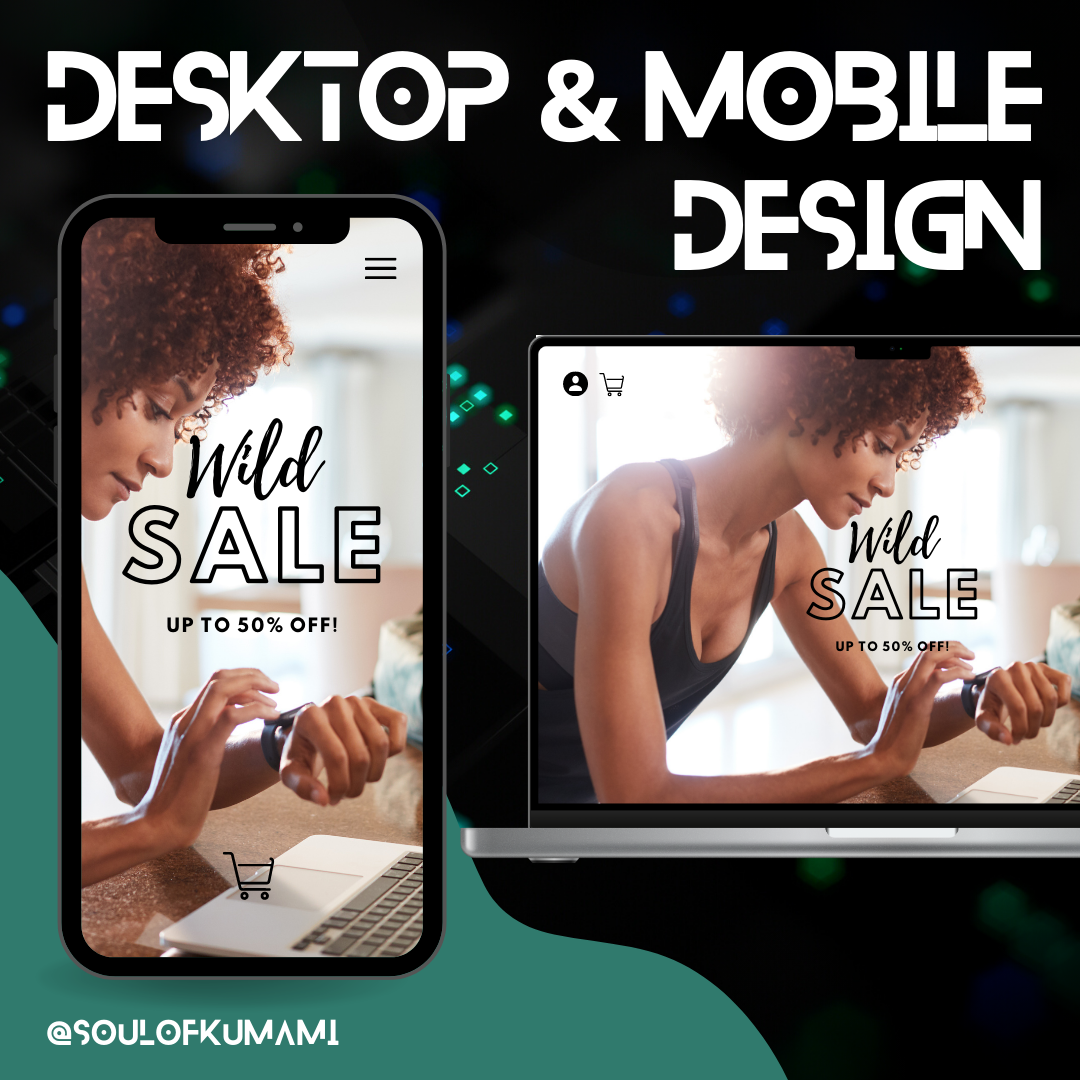 DESKTOP & MOBILE
DESIGN
Wild
SALE
UP TO 50% OFF!
Wild
SALE
UP TO 50% OFF!
@SOULOFKUMAMI